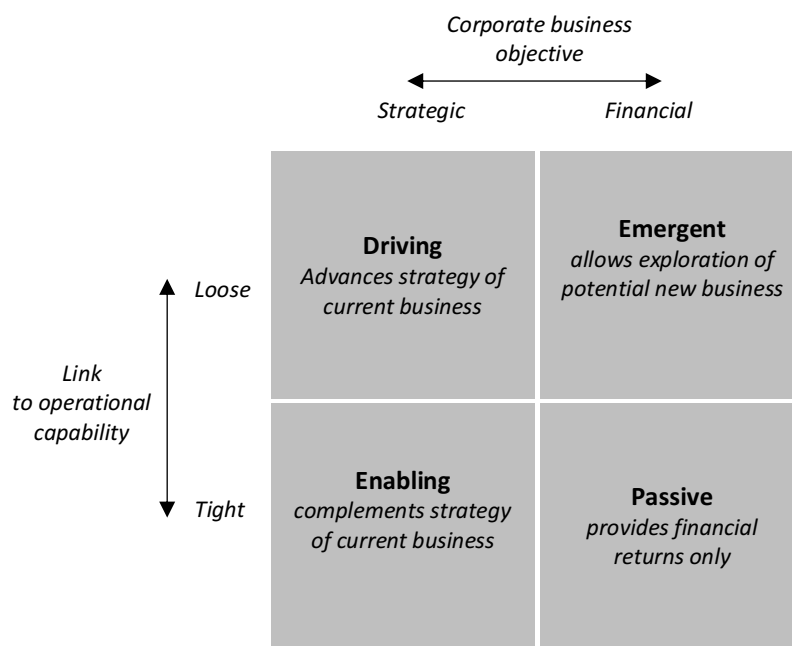 Corporate business
objective
Strategic
Financial
Driving
Advances strategy of
current business
Emergent
allows exploration of
potential new business
Loose
Link
to operational
capability
Tight
Enabling
complements strategy
of current business
Passive
provides financial
returns only